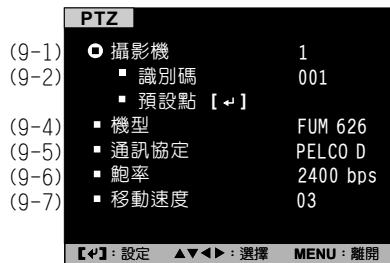 PTZ
(9-1) 攝影機 1
(9-2) 識別碼 001
預設點 【↵】
(9-4) 機型 FUM 626
(9-5) 通訊協定 PELCO D
(9-6) 鮑率 2400 bps
(9-7) 移動速度 03
【↵】：設定 ▲▼◀▶：選擇 MENU：離開